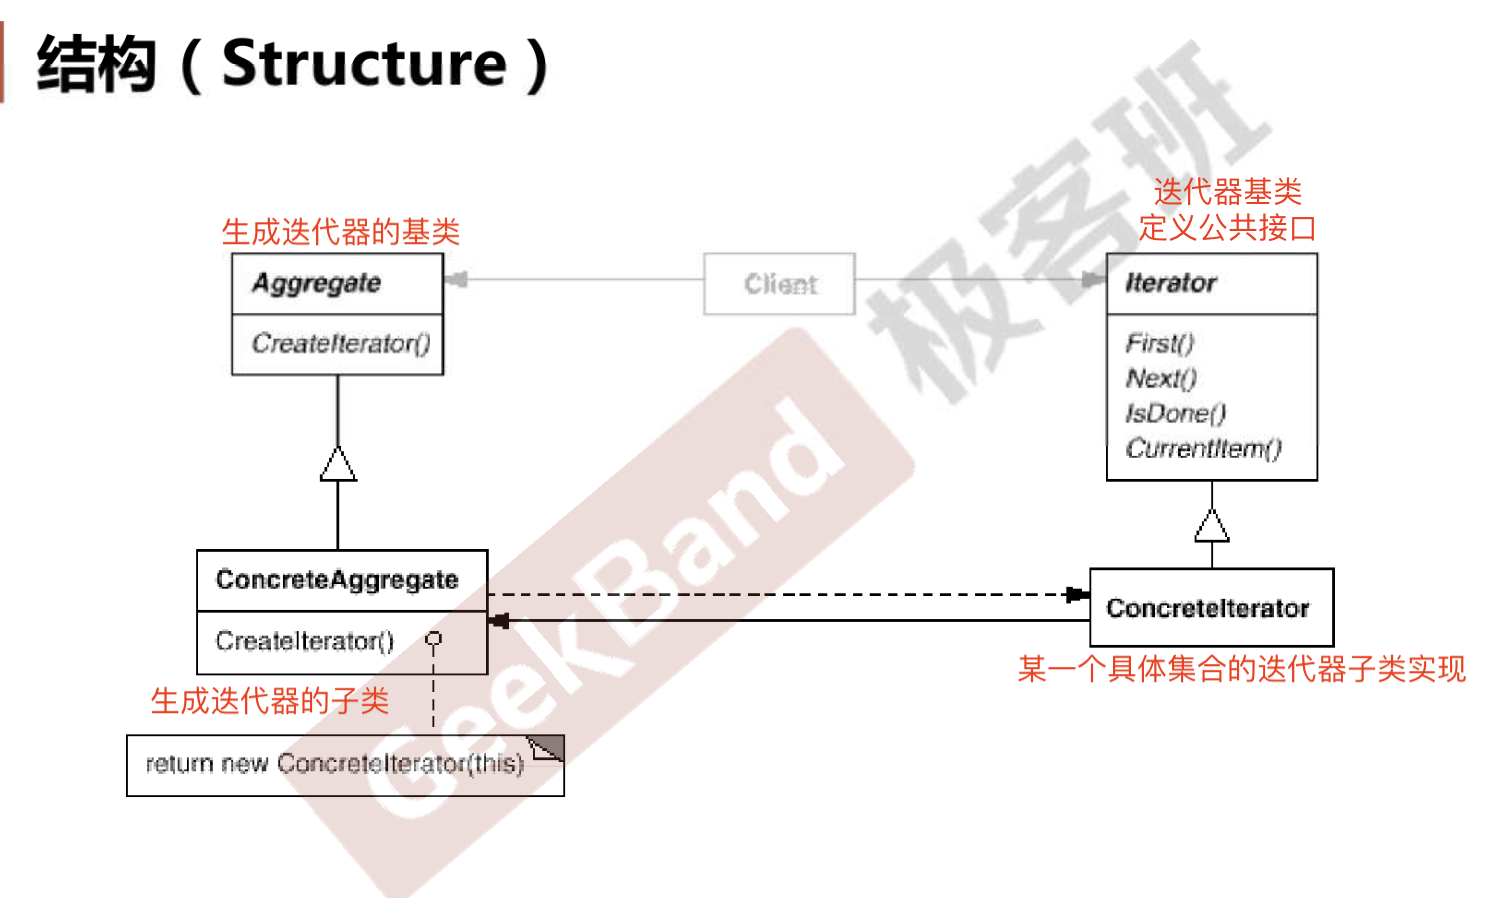 结构（Structure）
生成迭代器的基类
迭代器基类
定义公共接口
Aggregate
CreateIterator()
Client
Iterator
First()
Next()
IsDone()
CurrentItem()
ConcreteAggregate
CreateIterator()
生成迭代器的子类
return new ConcreteIterator(this)
ConcreteIterator
某一个具体集合的迭代器子类实现
GeekBand
极客班